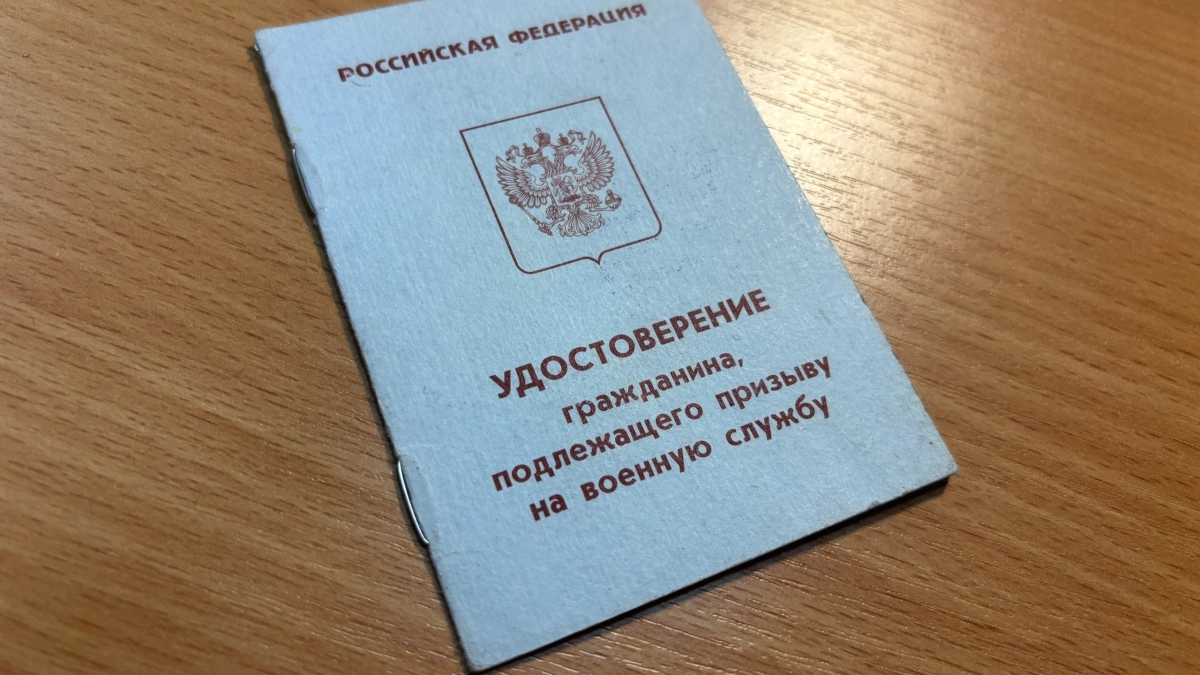 РОССИЙСКАЯ ФЕДЕРАЦИЯ
УДОСТОВЕРЕНИЕ
гражданина,
подлежащего призыву
на военную службу